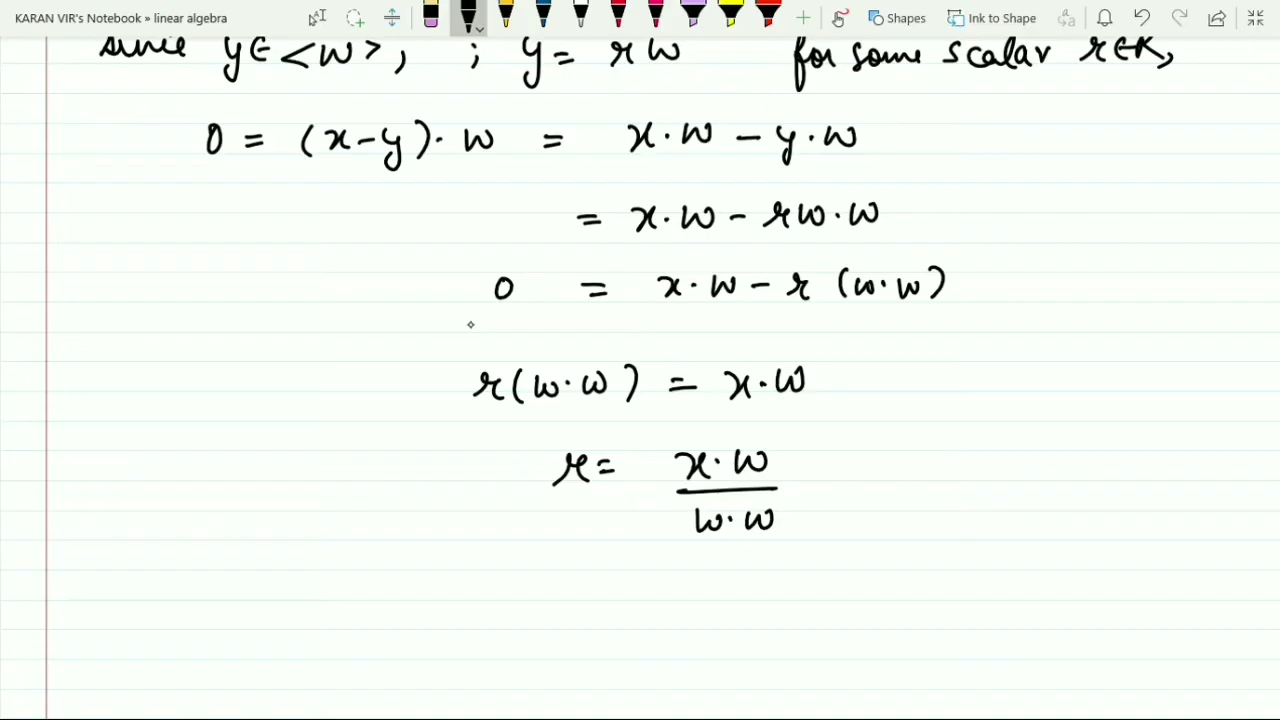 KARAN VIR's Notebook » linear algebra
Shapes
Ink to Shape
since y∈ <w>, ; y = rw for some scalar r∈K,
0 = (x-y)·w = x·w - y·w
= x·w - rw·w
0 = x·w - r (w·w)
r(w·w) = x·w
r = x·w / w·w